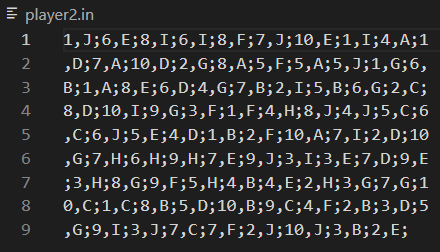 player2.in
1 1,J;6,E;8,I;6,I;8,F;7,J;10,E;1,I;4,A;1
2 ,D;7,A;10,D;2,G;8,A;5,F;5,A;5,J;1,G;6,
3 B;1,A;8,E;6,D;4,G;7,B;2,I;5,B;6,G;2,C;
4 8,D;10,I;9,G;3,F;1,F;4,H;8,J;4,J;5,C;6
5 ,C;6,J;5,E;4,D;1,B;2,F;10,A;7,I;2,D;10
6 ,G;7,H;6,H;9,H;7,E;9,J;3,I;3,E;7,D;9,E
7 ;3,H;8,G;9,F;5,H;4,B;4,E;2,H;3,G;7,G;1
8 0,C;1,C;8,B;5,D;10,B;9,C;4,F;2,B;3,D;5
9 ,G;9,I;3,J;7,C;7,F;2,J;10,J;3,B;2,E;